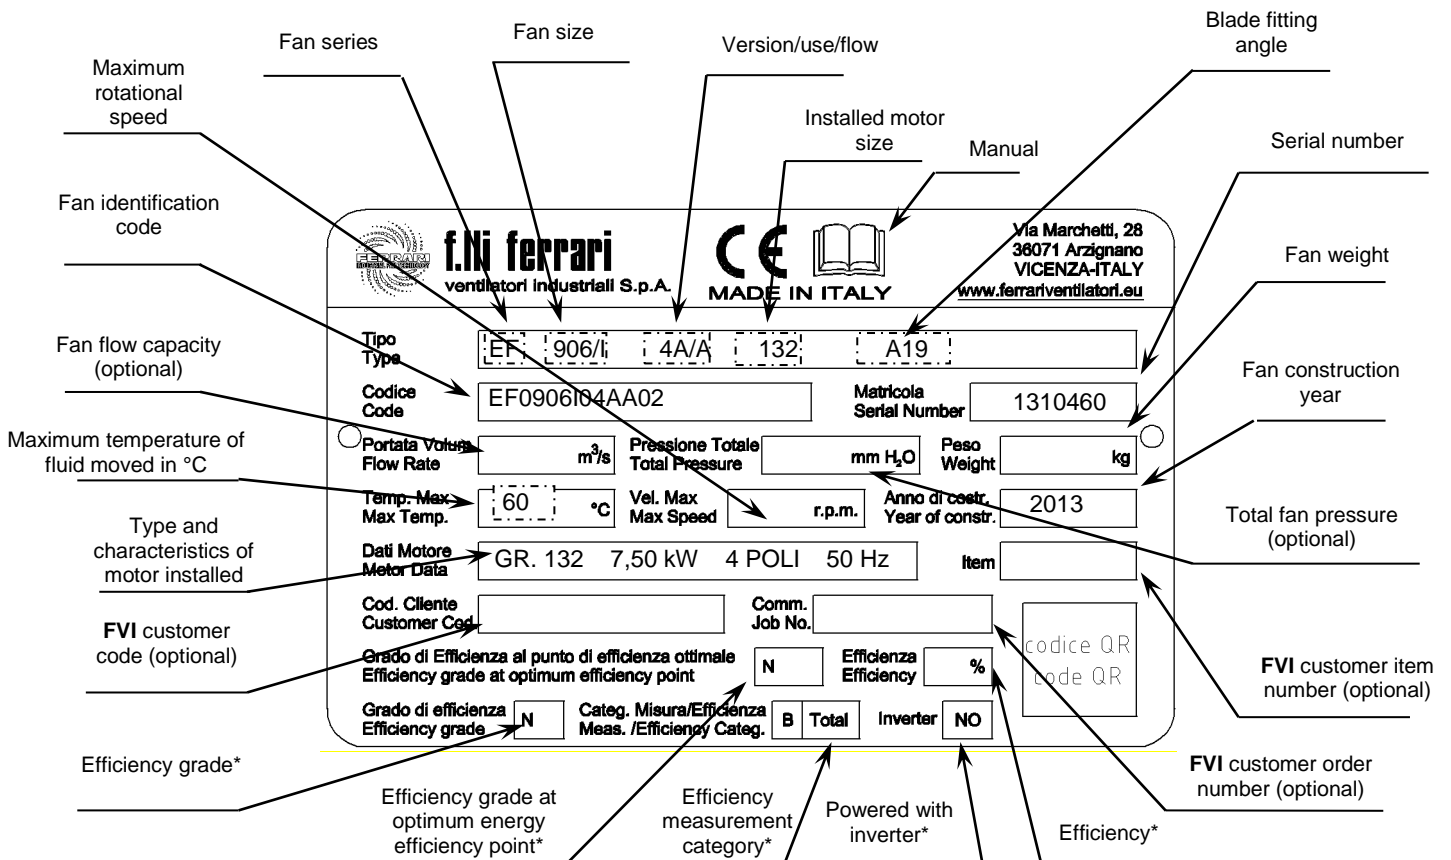 Fan series
Fan size
Version/use/flow
Blade fitting
angle
Maximum
rotational
speed
Installed motor
size
Manual
Serial number
Fan identification
code
Fan weight
Fan flow capacity
(optional)
Fan construction
year
Maximum temperature of
fluid moved in °C
Type and
characteristics of
motor installed
Total fan pressure
(optional)
FVI customer
code (optional)
FVI customer item
number (optional)
Efficiency grade*
FVI customer order
number (optional)
Efficiency grade at
optimum energy
efficiency point*
Efficiency
measurement
category*
Powered with
inverter*
Efficiency*
FERRARI
f.lli ferrari
ventilatori industriali S.p.A.
CE
MADE IN ITALY
Via Marchetti, 28
36071 Arzignano
VICENZA-ITALY
www.ferrariventilatori.eu
Tipo
Type
EF 906/I 4A/A 132 A19
Codice
Code
EF0906I04AA02
Matricola
Serial Number
1310460
Portata Volum.
Flow Rate
m³/s
Pressione Totale
Total Pressure
mm H₂O
Peso
Weight
kg
Temp. Max
Max Temp.
60 °C
Vel. Max
Max Speed
r.p.m.
Anno di costr.
Year of constr.
2013
Dati Motore
Motor Data
GR. 132 7,50 kW 4 POLI 50 Hz
Item
Cod. Cliente
Customer Cod.
Comm.
Job No.
codice QR
code QR
Grado di Efficienza al punto di efficienza ottimale
Efficiency grade at optimum efficiency point
N
Efficienza
Efficiency
%
Grado di efficienza
Efficiency grade
N
Categ. Misura/Efficienza
Meas. /Efficiency Categ.
B Total
Inverter
NO